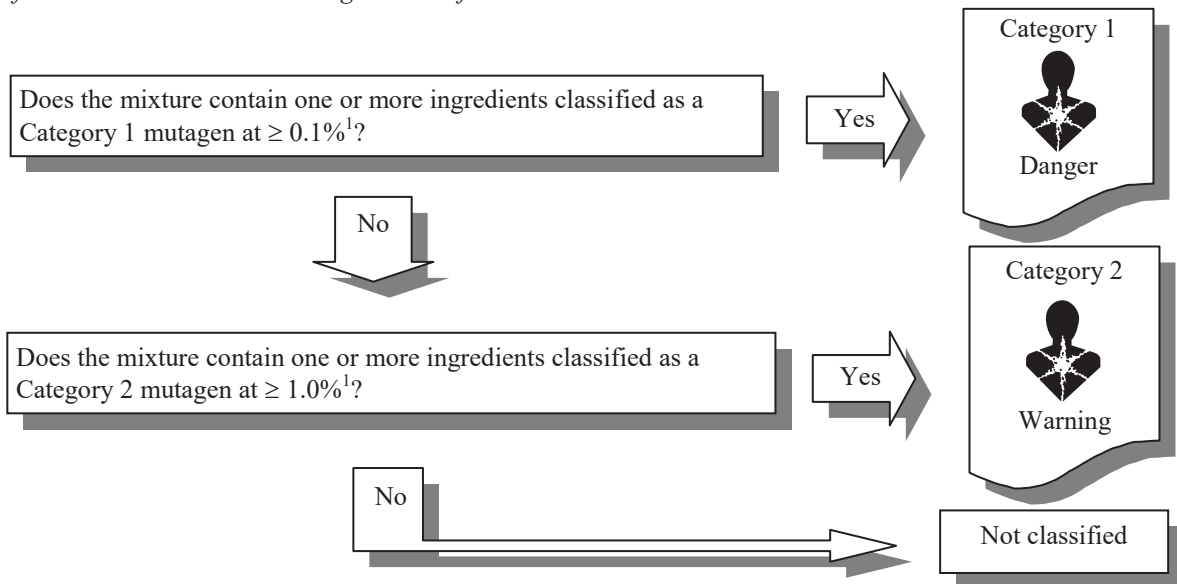 Category 1
Does the mixture contain one or more ingredients classified as a
Category 1 mutagen at ≥ 0.1%¹?
Yes
Danger
No
Category 2
Does the mixture contain one or more ingredients classified as a
Category 2 mutagen at ≥ 1.0%¹?
Yes
Warning
No
Not classified